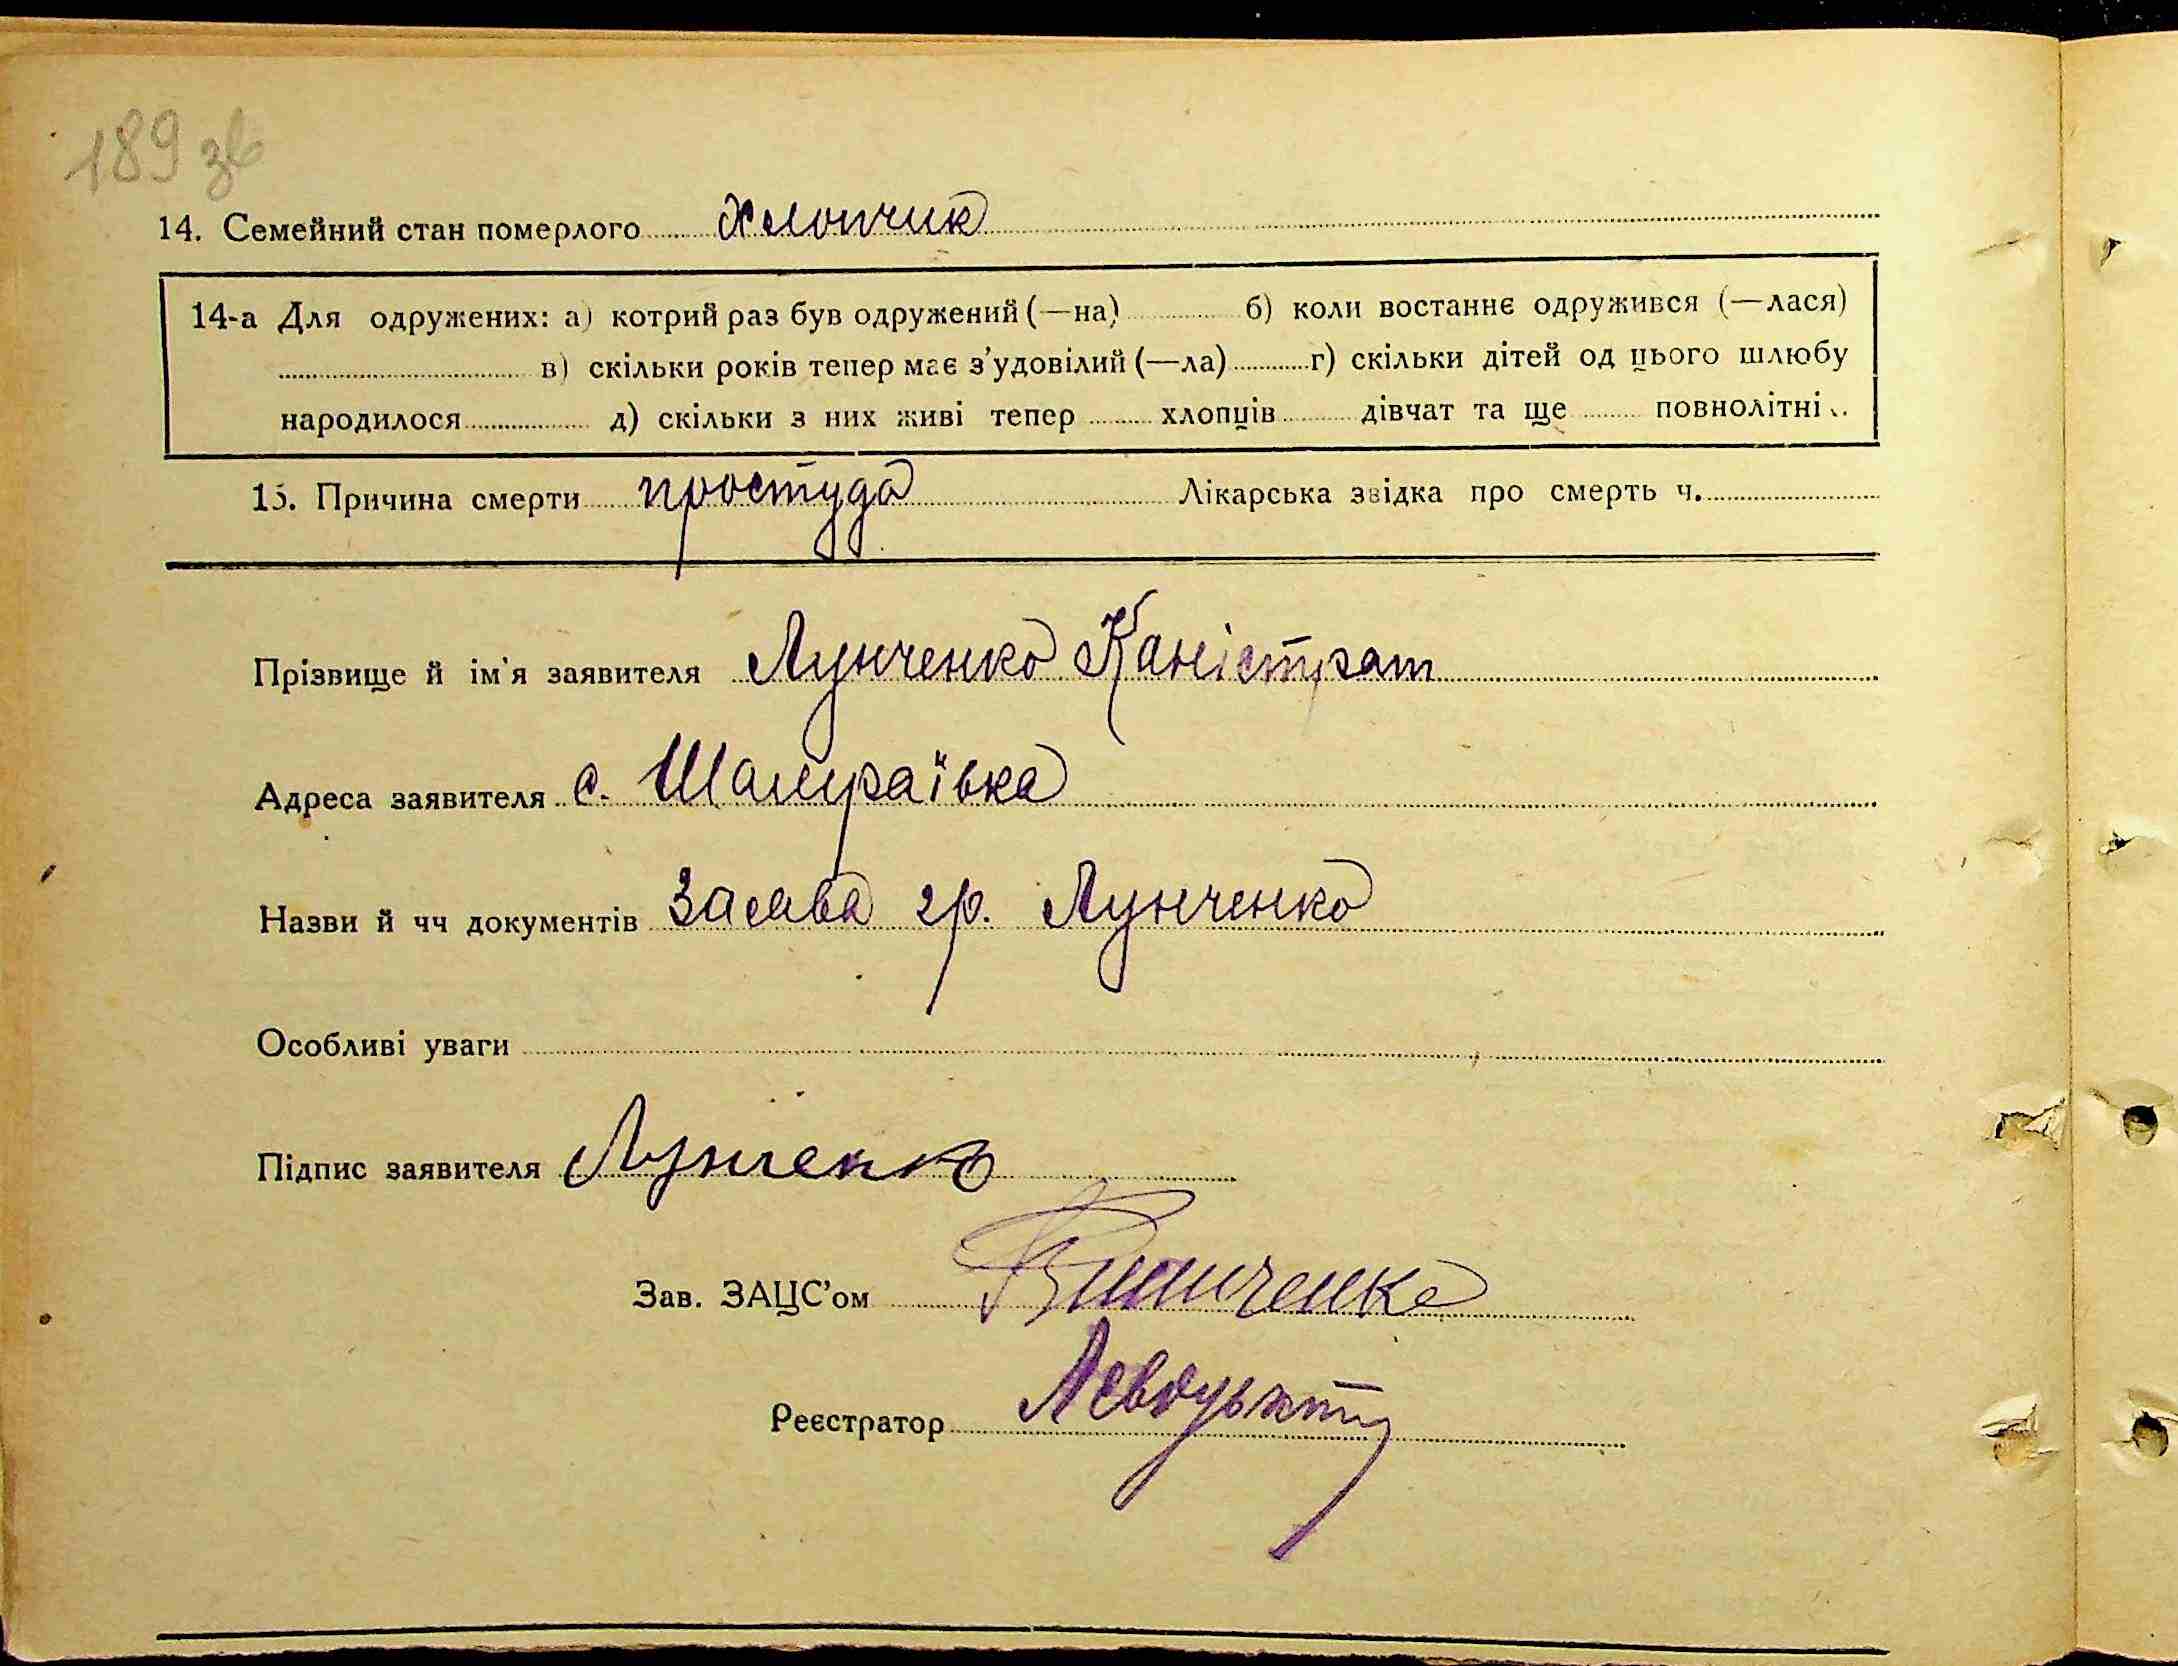 189 зв
14. Семейний стан померлого хлопчик
14-а Для одружених: а) котрий раз був одружений (—на) б) коли востаннє одружився (—лася)
в) скільки років тепер має з'удовілий (—ла) г) скільки дітей од цього шлюбу
народилося д) скільки з них живі тепер хлопців дівчат та ще повнолітні
15. Причина смерти простуда Лікарська звідка про смерть ч.
Прізвище й ім'я заявителя Лунченко Каністрат
Адреса заявителя с. Шамраївка
Назви й чч документів Заява гр. Лунченко
Особливі уваги
Підпис заявителя Лунченко
Зав. ЗАЦС'ом
Реєстратор